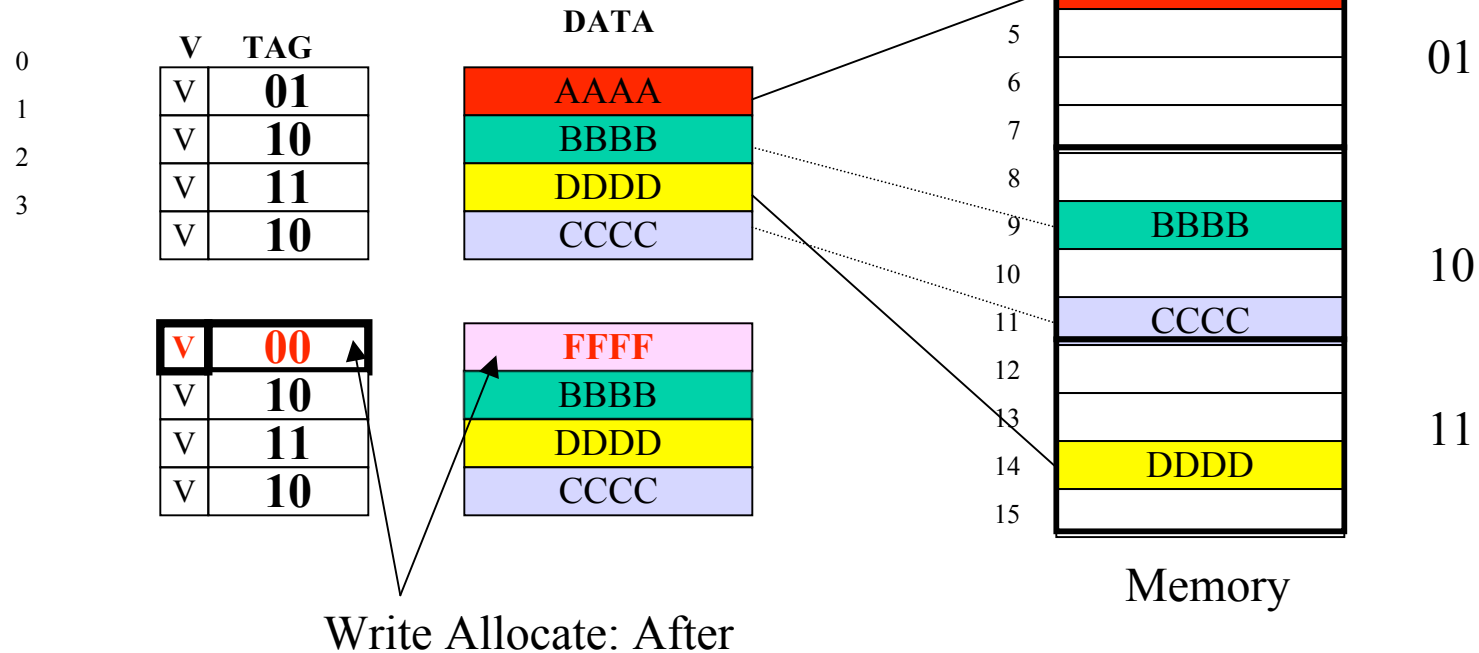 DATA
V TAG
0
V 01 AAAA
1
V 10 BBBB
2
V 11 DDDD
3
V 10 CCCC
V 00 FFFF
V 10 BBBB
V 11 DDDD
V 10 CCCC
Write Allocate: After
5
6
7
8
9 BBBB
10
11 CCCC
12
13
14 DDDD
15
Memory
01
10
11